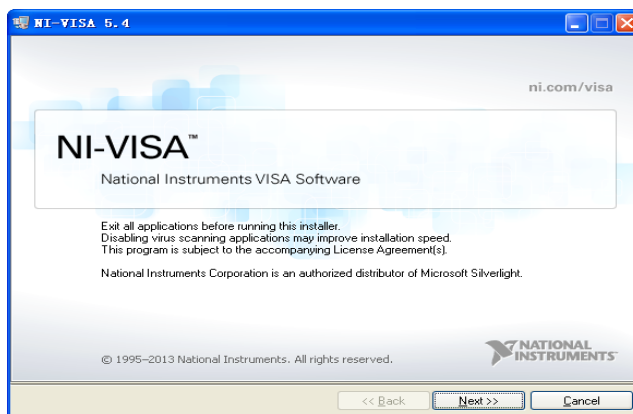 NI-VISA 5.4
ni.com/visa
NI-VISA™
National Instruments VISA Software
Exit all applications before running this installer.
Disabling virus scanning applications may improve installation speed.
This program is subject to the accompanying License Agreement(s).
National Instruments Corporation is an authorized distributor of Microsoft Silverlight.
© 1995–2013 National Instruments. All rights reserved.
NATIONAL
INSTRUMENTS™
<< Back
Next >>
Cancel